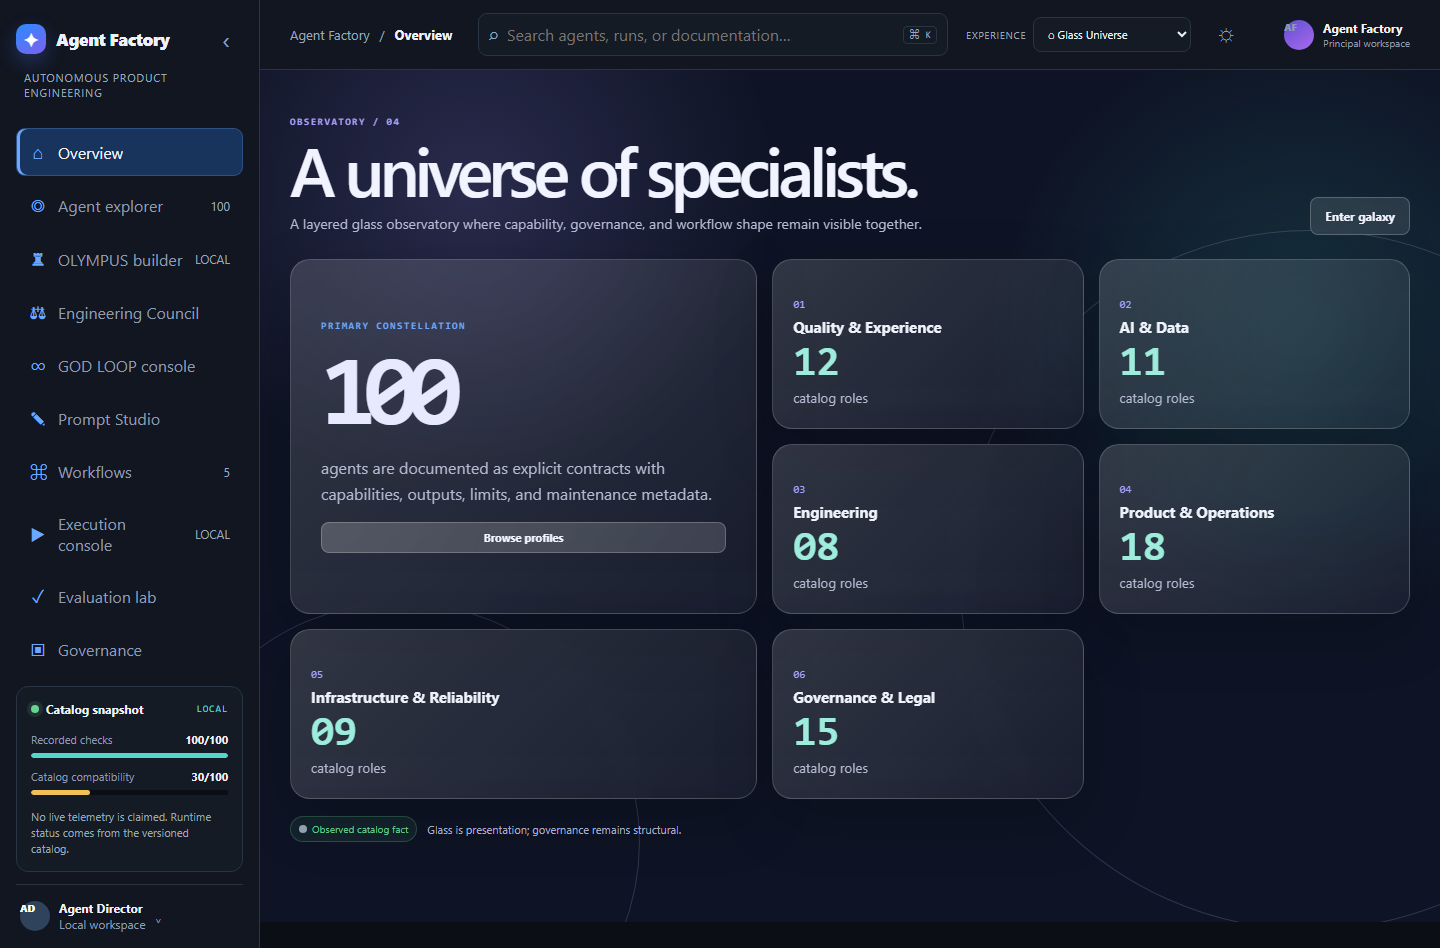 Agent Factory
AUTONOMOUS PRODUCT
ENGINEERING
Overview
Agent explorer 100
OLYMPUS builder LOCAL
Engineering Council
GOD LOOP console
Prompt Studio
Workflows 5
Execution
console LOCAL
Evaluation lab
Governance
Catalog snapshot LOCAL
Recorded checks 100/100
Catalog compatibility 30/100
No live telemetry is claimed. Runtime
status comes from the versioned
catalog.
AD Agent Director
Local workspace
Agent Factory / Overview
Search agents, runs, or documentation... ⌘ K
EXPERIENCE Glass Universe
AF Agent Factory
Principal workspace
OBSERVATORY / 04
A universe of specialists.
A layered glass observatory where capability, governance, and workflow shape remain visible together.
Enter galaxy
PRIMARY CONSTELLATION
100
agents are documented as explicit contracts with
capabilities, outputs, limits, and maintenance metadata.
Browse profiles
01
Quality & Experience
12
catalog roles
02
AI & Data
11
catalog roles
03
Engineering
08
catalog roles
04
Product & Operations
18
catalog roles
05
Infrastructure & Reliability
09
catalog roles
06
Governance & Legal
15
catalog roles
Observed catalog fact Glass is presentation; governance remains structural.